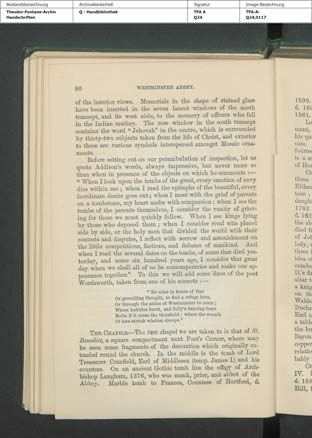 Bestandsbezeichnung Archivalieneinheit Signatur Image-Bezeichnung
Theodor-Fontane-Archiv Q - Handbibliothek TFA A TFA-A-
Handschriften Q24 Q24,0117
80 WESTMINSTER ABBEY.
of the interior views. Memorials in the shape of stained glass
have been inserted in the seven lancet windows of the north
transept, and its west aisle, to the memory of officers who fell
in the Indian mutiny. The rose window in the south transept
contains the word "Jehovah" in the centre, which is surrounded
by thirty-two subjects taken from the life of Christ, and exterior
to these are various symbols interspersed amongst Mosaic orna-
ments.
Before setting out on our perambulation of inspection, let us
quote Addison's words, always impressive, but never more so
than when in presence of the objects on which he comments :—
" When I look upon the tombs of the great, every emotion of envy
dies within me ; when I read the epitaphs of the beautiful, every
inordinate desire goes out ; when I meet with the grief of parents
on a tombstone, my heart melts with compassion ; when I see the
tombs of the parents themselves, I consider the vanity of griev-
ing for those we must quickly follow. When I see kings lying
by those who deposed them ; when I consider rival wits placed
side by side, or the holy men that divided the world with their
contests and disputes, I reflect with sorrow and astonishment on
the little competitions, factions, and debates of mankind. And
when I read the several dates on the tombs, of some that died yes-
terday, and some six hundred years ago, I consider that great
day when we shall all of us be contemporaries and make our ap-
pearance together." To this we will add some lines of the poet
Wordsworth, taken from one of his sonnets :—
"Be mine in hours of fear
Or grovelling thought, to find a refuge here,
Or through the aisles of Westminster to roam ;
Where bubbles burst, and folly's dancing foam
Melts if it cross the threshold ; where the wreath
Of awe-struck wisdom droops."
THE CHAPELS.—The first chapel we are taken to is that of St.
Benedict, a square compartment next Poet's Corner, where may
be seen some fragments of the decoration which originally ex-
tended round the church. In the middle is the tomb of Lord
Treasurer Cranfield, Earl of Middlesex (temp. James I) and his
countess. On an ancient Gothic tomb lies the effigy of Arch-
bishop Langham, 1376, who was monk, prior, and abbot of the
Abbey. Marble tomb to Frances, Countess of Hertford, d.